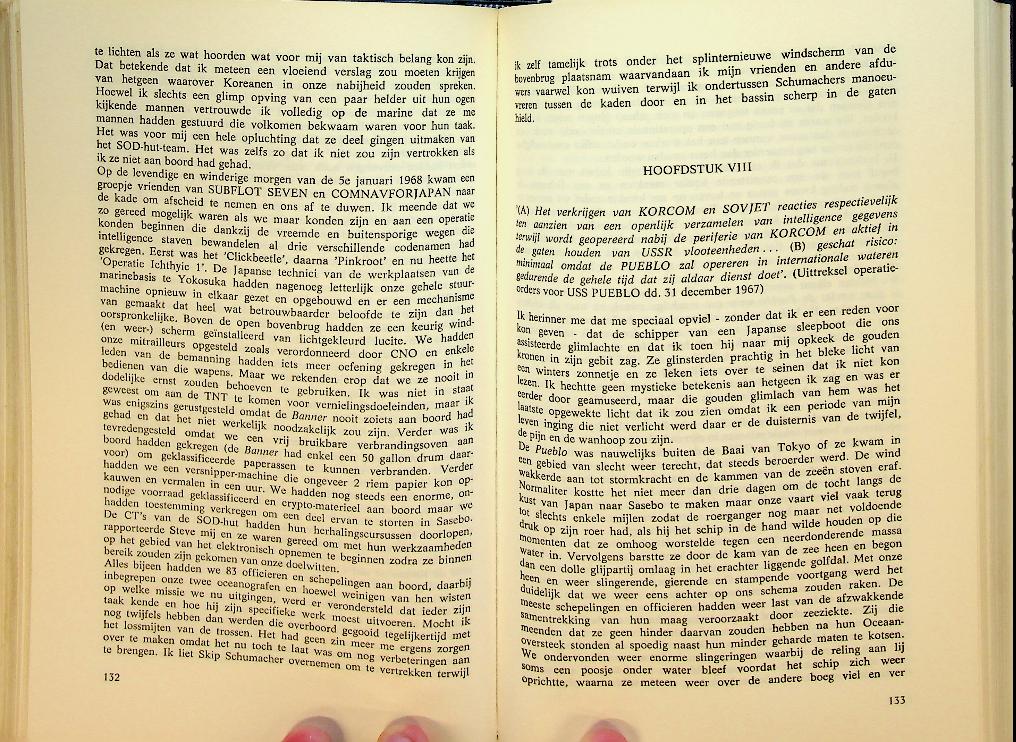 te lichten als ze wat hoorden wat voor mij van taktisch belang kon zijn.
Dat betekende dat ik meteen een vloeiend verslag zou moeten krijgen
van hetgeen waarover Koreanen in onze nabijheid zouden spreken.
Hoewel ik slechts een glimp opving van een paar helder uit hun ogen
kijkende mannen vertrouwde ik volledig op de marine dat ze me
mannen hadden gestuurd die volkomen bekwaam waren voor hun taak.
Het was voor mij een hele opluchting dat ze deel gingen uitmaken van
het SOD-hut-team. Het was zelfs zo dat ik niet zou zijn vertrokken als
ik ze niet aan boord had gehad.
Op de levendige en winderige morgen van de 5e januari 1968 kwam een
groepje vrienden van SUBFLOT SEVEN en COMNAVFORJAPAN naar
de kade om afscheid te nemen en ons af te duwen. Ik meende dat we
zo gereed mogelijk waren als we maar konden zijn en aan een operatie
konden beginnen die dankzij de vreemde en buitensporige wegen die
intelligence staven bewandelen al drie verschillende codenamen had
gekregen. Eerst was het 'Clickbeetle', daarna 'Pinkroot' en nu heette het
'Operatie Ichthyic 1'. De Japanse technici van de werkplaatsen van de
marinebasis te Yokosuka hadden nagenoeg letterlijk onze gehele stuur-
machine opnieuw in elkaar gezet en opgebouwd en er een mechanisme
van gemaakt dat heel wat betrouwbaarder beloofde te zijn dan het
oorspronkelijke. Boven de open bovenbrug hadden ze een keurig wind-
(en weer-) scherm geïnstalleerd van lichtgekleurd lucite. We hadden
onze mitrailleurs opgesteld zoals verordonneerd door CNO en enkele
leden van de bemanning hadden iets meer oefening gekregen in het
bedienen van die wapens. Maar we rekenden erop dat we ze nooit in
dodelijke ernst zouden behoeven te gebruiken. Ik was niet in staat
geweest om aan de TNT te komen voor vernielingsdoeleinden, maar ik
was enigszins gerustgesteld omdat de Banner nooit zoiets aan boord had
gehad en dat het niet werkelijk noodzakelijk zou zijn. Verder was ik
tevredengesteld omdat we een vrij bruikbare verbrandingsoven aan
boord hadden gekregen (de Banner had enkel een 50 gallon drum daar-
voor) om geklassificeerde paperassen te kunnen verbranden. Verder
hadden we een versnipper-machine die ongeveer 2 riem papier kon op-
kauwen en vermalen in een uur. We hadden nog steeds een enorme, on-
nodige voorraad geklassificeerd en crypto-materieel aan boord maar we
hadden toestemming verkregen om een deel ervan te storten in Sasebo.
De CT's van de SOD-hut hadden hun herhalingscursussen doorlopen,
rapporteerde Steve mij en ze waren gereed om met hun werkzaamheden
op het gebied van het elektronisch opnemen te beginnen zodra ze binnen
bereik zouden zijn gekomen van onze doelwitten.
Alles bijeen hadden we 83 officieren en schepelingen aan boord, daarbij
inbegrepen onze twee oceanografen en hoewel weinigen van hen wisten
op welke missie we nu uitgingen, werd er verondersteld dat ieder zijn
taak kende en hoe hij zijn specifieke werk moest uitvoeren. Mocht ik
nog twijfels hebben dan werden die overboord gegooid tegelijkertijd met
het lossmijten van de trossen. Het had geen zin meer me ergens zorgen
over te maken omdat het nu toch te laat was om nog verbeteringen aan
te brengen. Ik liet Skip Schumacher overnemen om te vertrekken terwijl
132
ik zelf tamelijk trots onder het splinternieuwe windscherm van de
bovenbrug plaatsnam waarvandaan ik mijn vrienden en andere afdu-
wers vaarwel kon wuiven terwijl ik ondertussen Schumachers manoeu-
vreren tussen de kaden door en in het bassin scherp in de gaten
hield.
HOOFDSTUK VIII
'(A) Het verkrijgen van KORCOM en SOVJET reacties respectievelijk
ten aanzien van een openlijk verzamelen van intelligence gegevens
terwijl wordt geopereerd nabij de periferie van KORCOM en aktief in
de gaten houden van USSR vlooteenheden... (B) geschat risico:
minimaal omdat de PUEBLO zal opereren in internationale wateren
gedurende de gehele tijd dat zij aldaar dienst doet'. (Uittreksel operatie-
orders voor USS PUEBLO dd. 31 december 1967)
Ik herinner me dat me speciaal opviel - zonder dat ik er een reden voor
kon geven - dat de schipper van een Japanse sleepboot die ons
assisteerde glimlachte en dat ik toen hij naar mij opkeek de gouden
kronen in zijn gebit zag. Ze glinsterden prachtig in het bleke licht van
een winters zonnetje en ze leken iets over te seinen dat ik niet kon
lezen. Ik hechtte geen mystieke betekenis aan hetgeen ik zag en was er
eerder door geamuseerd, maar die gouden glimlach van hem was het
laatste opgewekte licht dat ik zou zien omdat ik een periode van mijn
leven inging die niet verlicht werd daar er de duisternis van de twijfel,
de pijn en de wanhoop zou zijn.
De Pueblo was nauwelijks buiten de Baai van Tokyo of ze kwam in
een gebied van slecht weer terecht, dat steeds beroerder werd. De wind
wakkerde aan tot stormkracht en de kammen van de zeeën stoven eraf.
Normaliter kostte het niet meer dan drie dagen om de tocht langs de
kust van Japan naar Sasebo te maken maar onze vaart viel vaak terug
tot slechts enkele mijlen zodat de roerganger nog maar net voldoende
druk op zijn roer had, als hij het schip in de hand wilde houden op die
momenten dat ze omhoog worstelde tegen een neerdonderende massa
water in. Vervolgens barstte ze door de kam van de zee heen en begon
dan een dolle glijpartij omlaag in het erachter liggende golfdal. Met onze
heen en weer slingerende, gierende en stampende voortgang werd het
duidelijk dat we weer eens achter op ons schema zouden raken. De
meeste schepelingen en officieren hadden weer last van de afzwakkende
samentrekking van hun maag veroorzaakt door zeeziekte. Zij die
meenden dat ze geen hinder daarvan zouden hebben na hun Oceaan-
oversteek stonden al spoedig naast hun minder geharde maten te kotsen.
We ondervonden weer enorme slingeringen waarbij de reling aan lij
soms een poosje onder water bleef voordat het schip zich weer
oprichtte, waarna ze meteen weer over de andere boeg viel en ver
133